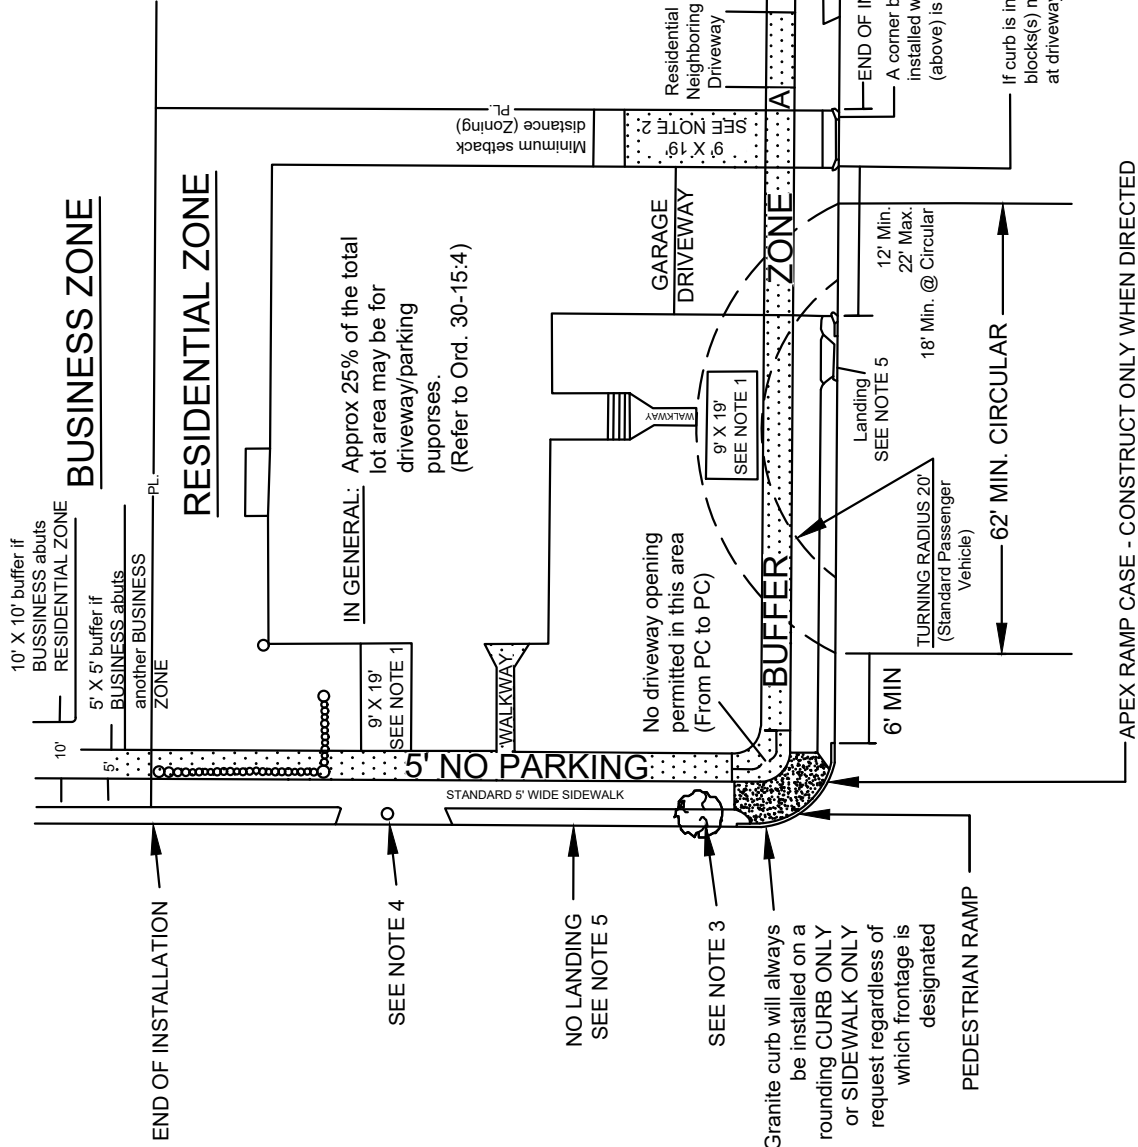 BUSINESS ZONE
RESIDENTIAL ZONE
10' X 10' buffer if
BUSSINESS abuts
RESIDENTIAL ZONE
5' X 5' buffer if
BUSINESS abuts
another BUSINESS
ZONE
PL.
10'
5'
IN GENERAL: Approx 25% of the total
lot area may be for
driveway/parking
puporses.
(Refer to Ord. 30-15:4)
PL.
Minimum setback
distance (Zoning)
9' X 19'
SEE NOTE 2
Residential
Neighboring
Driveway
A
END OF
A corner
installed
(above) is
If curb is
blocks(s)
at driveway
GARAGE
DRIVEWAY
ZONE
12' Min.
22' Max.
18' Min. @ Circular
WALKWAY
9' X 19'
SEE NOTE 1
Landing
SEE NOTE 5
62' MIN. CIRCULAR
TURNING RADIUS 20'
(Standard Passenger
Vehicle)
No driveway opening
permitted in this area
(From PC to PC)
BUFFER
6' MIN
9' X 19'
SEE NOTE 1
WALKWAY
5' NO PARKING
STANDARD 5' WIDE SIDEWALK
END OF INSTALLATION
SEE NOTE 4
NO LANDING
SEE NOTE 5
SEE NOTE 3
Granite curb will always
be installed on a
rounding CURB ONLY
or SIDEWALK ONLY
request regardless of
which frontage is
designated
PEDESTRIAN RAMP
APEX RAMP CASE - CONSTRUCT ONLY WHEN DIRECTED